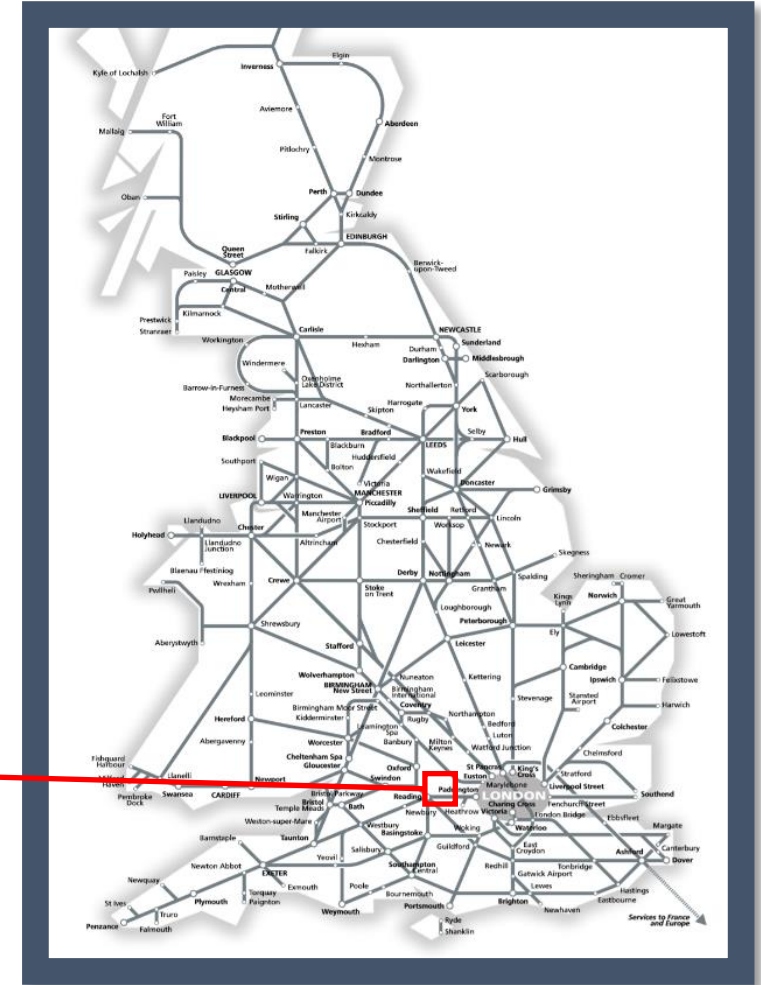 Elgin
Inverness
Kyle of Lochalsh
Aviemore
Fort
William
Mallaig
Aberdeen
Pitlochry
Montrose
Perth
Dundee
Oban
Stirling
Kirkcaldy
EDINBURGH
Queen
Street
Falkirk
Berwick-
upon-Tweed
Paisley
GLASGOW
Central
Motherwell
Kilmarnock
Prestwick
Stranraer
Carlisle
NEWCASTLE
Workington
Hexham
Sunderland
Durham
Darlington
Middlesbrough
Windermere
Scarborough
Oxenholme
Lake District
Barrow-in-Furness
Northallerton
Morecambe
Heysham Port
Lancaster
Harrogate
York
Skipton
Blackpool
Preston
Bradford
LEEDS
Selby
Hull
Blackburn
Huddersfield
Southport
Bolton
Wakefield
Wigan
Victoria
MANCHESTER
Piccadilly
Doncaster
Grimsby
LIVERPOOL
Warrington
Manchester
Airport
Sheffield
Retford
Lincoln
Llandudno
Stockport
Worksop
Holyhead
Chester
Llandudno
Junction
Altrincham
Chesterfield
Newark
Skegness
Blaenau Ffestiniog
Derby
Nottingham
Pwllheli
Wrexham
Crewe
Stoke
on Trent
Grantham
Spalding
Sheringham
Cromer
Kings
Lynn
Norwich
Great
Yarmouth
Loughborough
Peterborough
Shrewsbury
Ely
Lowestoft
Aberystwyth
Stafford
Leicester
Wolverhampton
Cambridge
BIRMINGHAM
New Street
Nuneaton
Kettering
Ipswich
Felixstowe
Birmingham
International
Leominster
Coventry
Stevenage
Stansted
Airport
Harwich
Birmingham Moor Street
Kidderminster
Rugby
Northampton
Hereford
Leamington
Spa
Bedford
Colchester
Worcester
Banbury
Milton
Keynes
Luton
Abergavenny
Watford Junction
Chelmsford
Cheltenham Spa
Gloucester
Oxford
St Pancras
King's
Cross
Fishguard
Harbour
Euston
Stratford
Haven
Llanelli
Newport
Swindon
Paddington
Marylebone
Liverpool Street
Pembroke
Dock
Swansea
CARDIFF
Bristol Parkway
Reading
LONDON
Southend
Bristol
Temple Meads
Bath
Newbury
Heathrow
Victoria
Charing Cross
Fenchurch Street
London Bridge
Ebbsfleet
Weston-super-Mare
Westbury
Basingstoke
Woking
Waterloo
Margate
Barnstaple
Taunton
Salisbury
Guildford
East
Croydon
Canterbury
Newton Abbot
Yeovil
Southampton
Central
Redhill
Tonbridge
Ashford
Dover
EXETER
Gatwick Airport
Newquay
Exmouth
Poole
Bournemouth
Lewes
Hastings
St Ives
Plymouth
Torquay
Paignton
Weymouth
Portsmouth
Brighton
Newhaven
Eastbourne
Truro
Penzance
Falmouth
Ryde
Shanklin
Services to France
and Europe